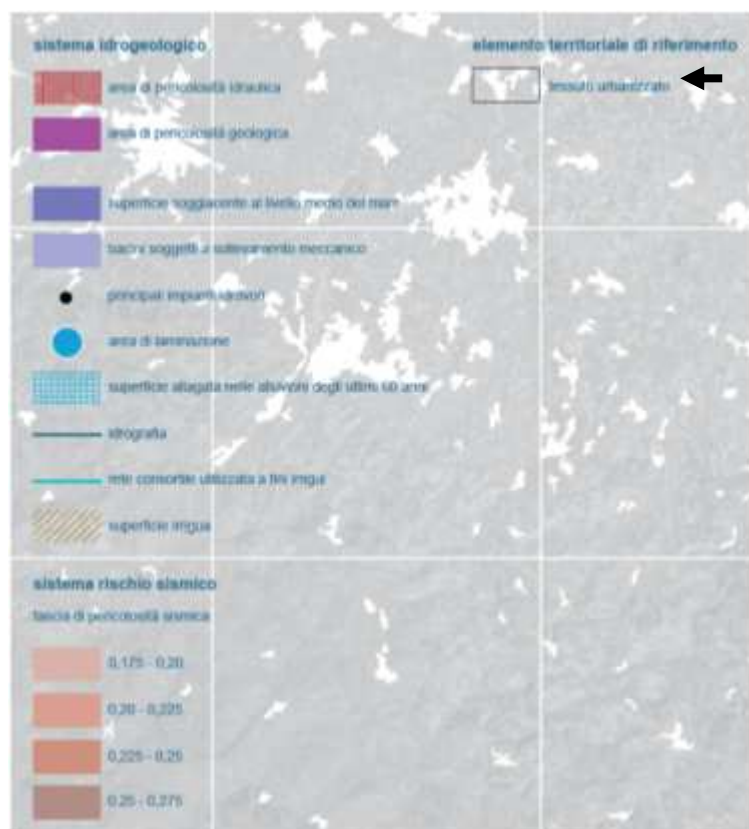 sistema idrogeologico
area di pericolosità idraulica
area di pericolosità geologica
superficie soggiacente al livello medio del mare
bacini soggetti a sollevamento meccanico
principali impianti idrovori
area di laminazione
superficie allagata nelle alluvioni degli ultimi 60 anni
idrografia
rete consortile utilizzata a fini irrigui
superficie irrigua
sistema rischio sismico
fascia di pericolosità sismica
0,175 - 0,20
0,20 - 0,225
0,225 - 0,25
0,25 - 0,275
elemento territoriale di riferimento
tessuto urbanizzato